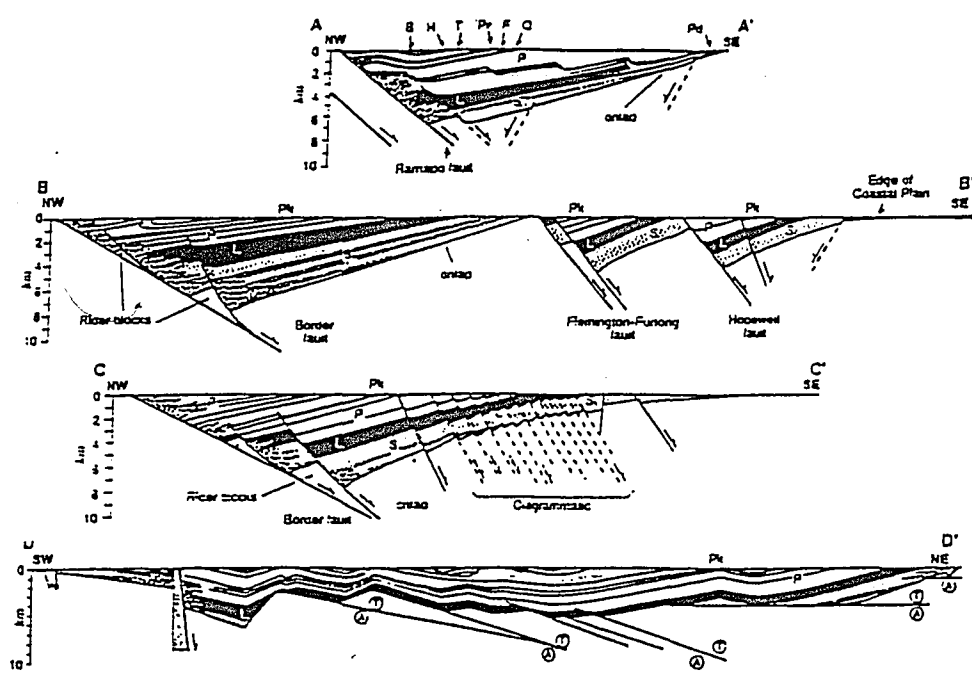 A A'
NW B H T Pr F O Pd SE
0
2
4
6
8
10
km
P
L
S
onlap
Ramapo fault
B B'
NW Pk Pk Pk Edge of Coastal Plain SE
0
2
4
6
8
10
km
P
L
S
L
S
P
L
S
onlap
Rider blocks
Border fault
Flemington-Furlong fault
Hopewell fault
C C'
NW Pk SE
0
2
4
6
8
10
km
P
L
S
Rider blocks
Border fault
onlap
Diagrammatic
D D'
SW Pk NE
0
5
10
km
P
L
T
A
A T
A T
T
A
A